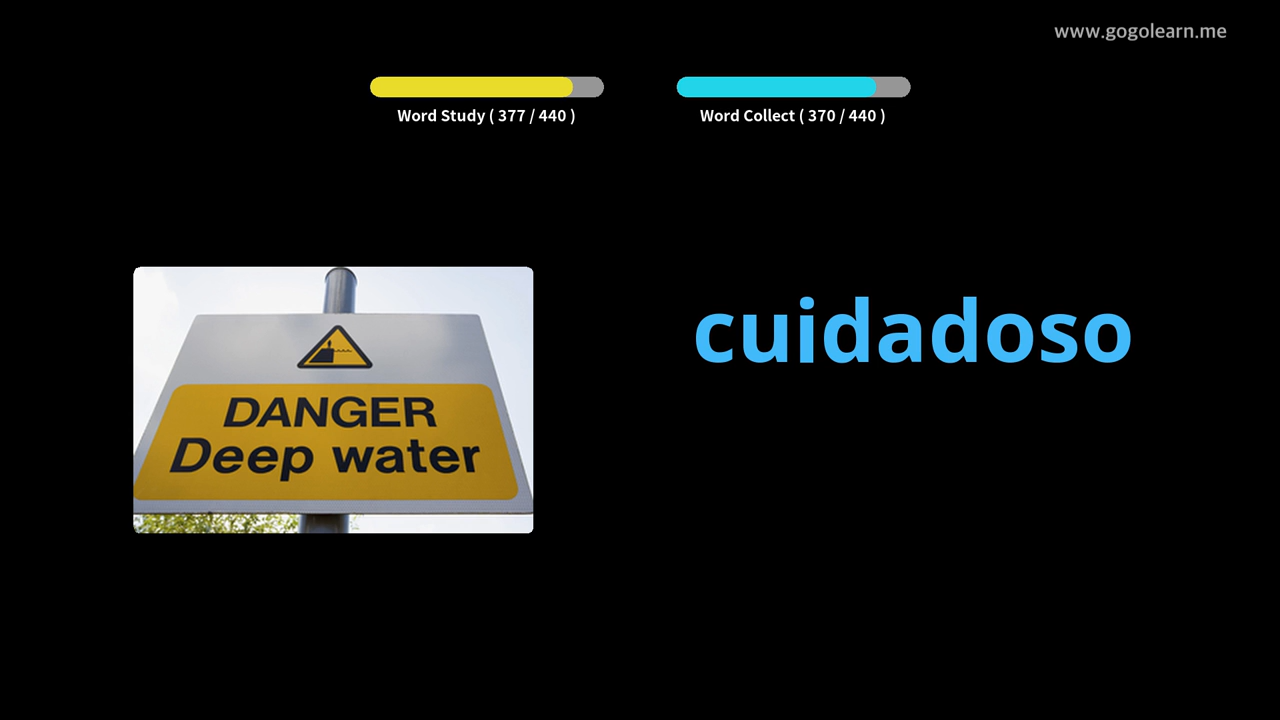 www.gogolearn.me
Word Study ( 377 / 440 )
Word Collect ( 370 / 440 )
DANGER
Deep water
cuidadoso